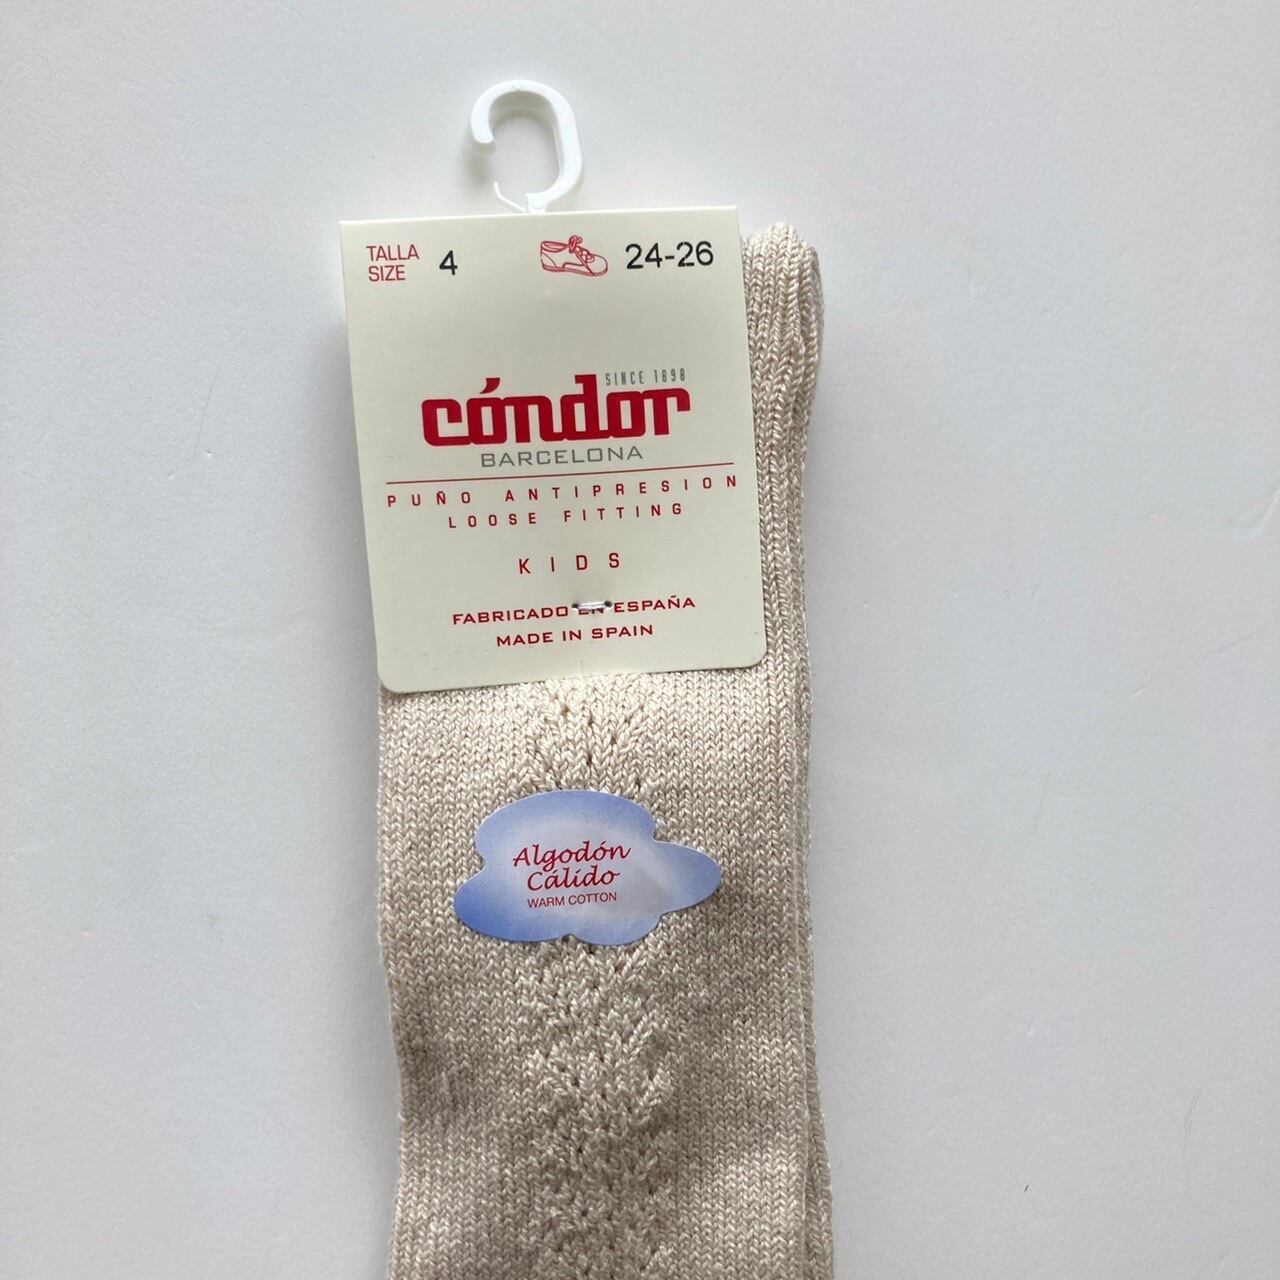 TALLA
SIZE
4
24-26
SINCE 1898
cóndor
BARCELONA
PUÑO ANTIPRESION
LOOSE FITTING
KIDS
FABRICADO EN ESPAÑA
MADE IN SPAIN
Algodón
Cálido
WARM COTTON